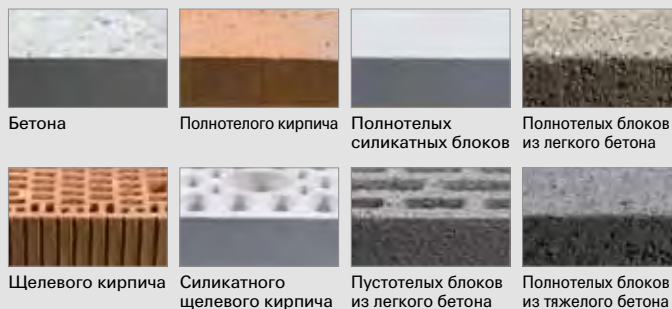 Бетона
Полнотелого кирпича
Полнотелых
силикатных блоков
Полнотелых блоков
из легкого бетона
Щелевого кирпича
Силикатного
щелевого кирпича
Пустотелых блоков
из легкого бетона
Полнотелых блоков
из тяжелого бетона